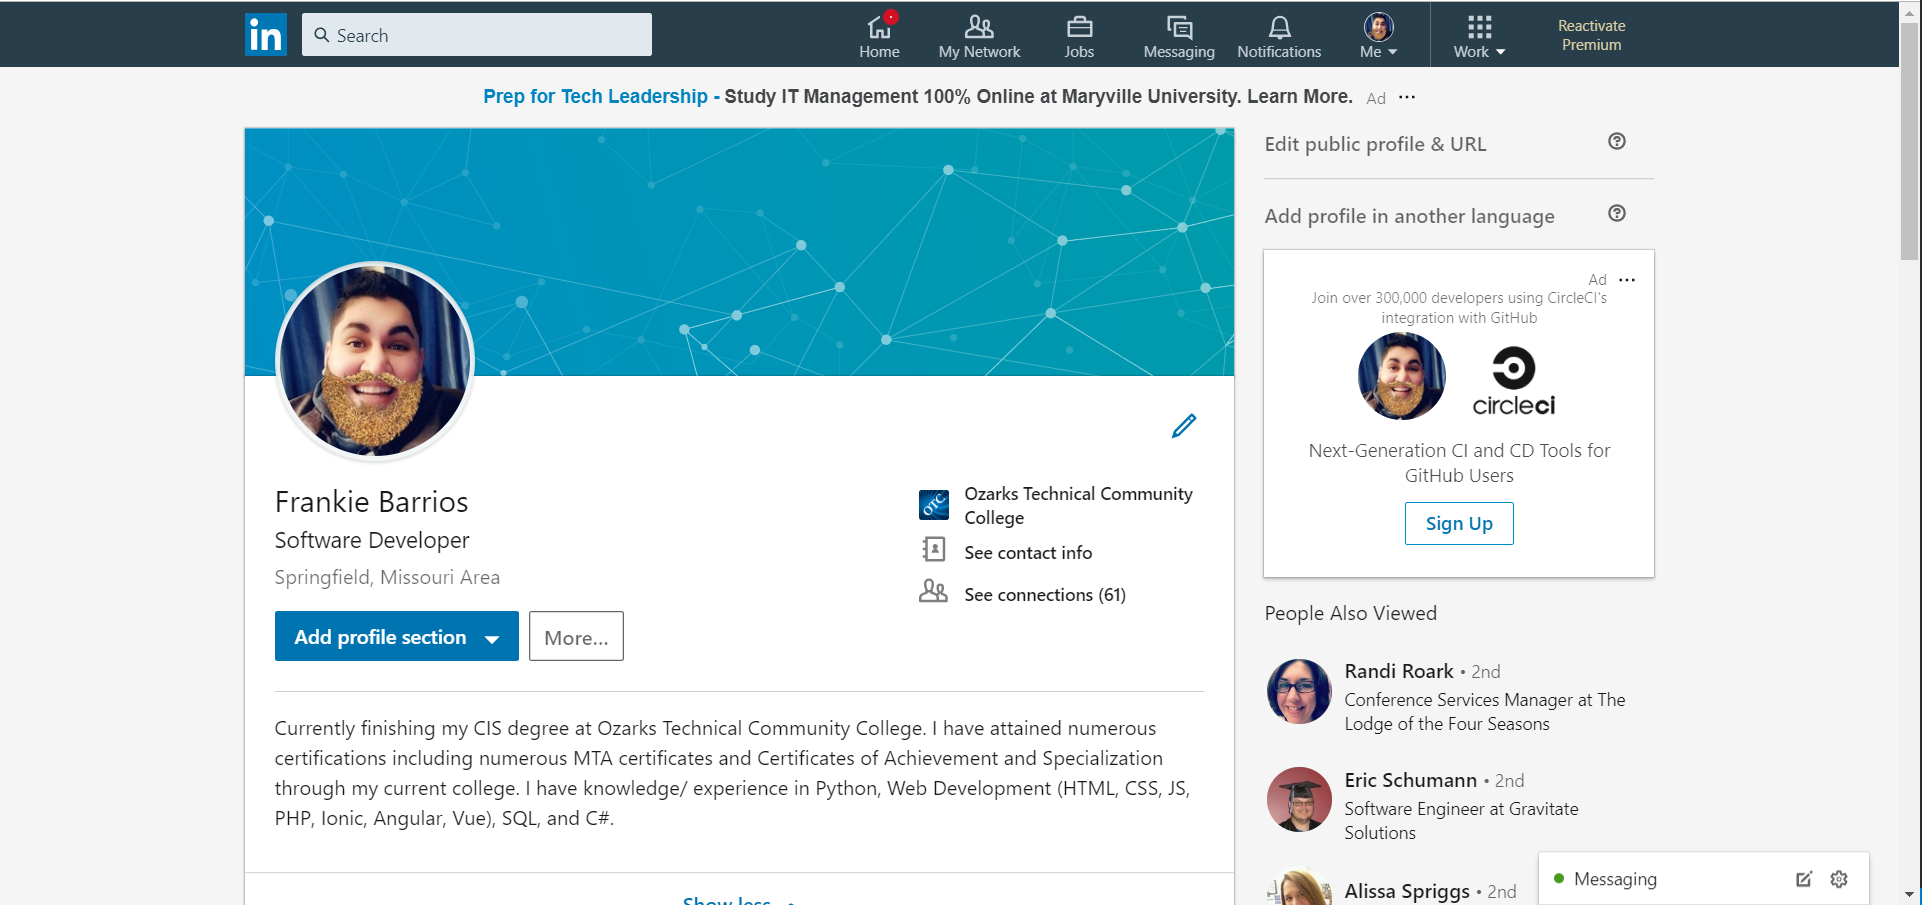 in
Search
Home
My Network
Jobs
Messaging
Notifications
Me
Work
Reactivate
Premium
Prep for Tech Leadership - Study IT Management 100% Online at Maryville University. Learn More. Ad ...
Edit public profile & URL
Add profile in another language
Ad ...
Join over 300,000 developers using CircleCI's
integration with GitHub
circleci
Next-Generation CI and CD Tools for
GitHub Users
Sign Up
Frankie Barrios
Software Developer
Springfield, Missouri Area
OTC
Ozarks Technical Community
College
See contact info
See connections (61)
Add profile section
More...
Currently finishing my CIS degree at Ozarks Technical Community College. I have attained numerous
certifications including numerous MTA certificates and Certificates of Achievement and Specialization
through my current college. I have knowledge/ experience in Python, Web Development (HTML, CSS, JS,
PHP, Ionic, Angular, Vue), SQL, and C#.
Show less
People Also Viewed
Randi Roark • 2nd
Conference Services Manager at The
Lodge of the Four Seasons
Eric Schumann • 2nd
Software Engineer at Gravitate
Solutions
Alissa Spriggs • 2nd
Messaging